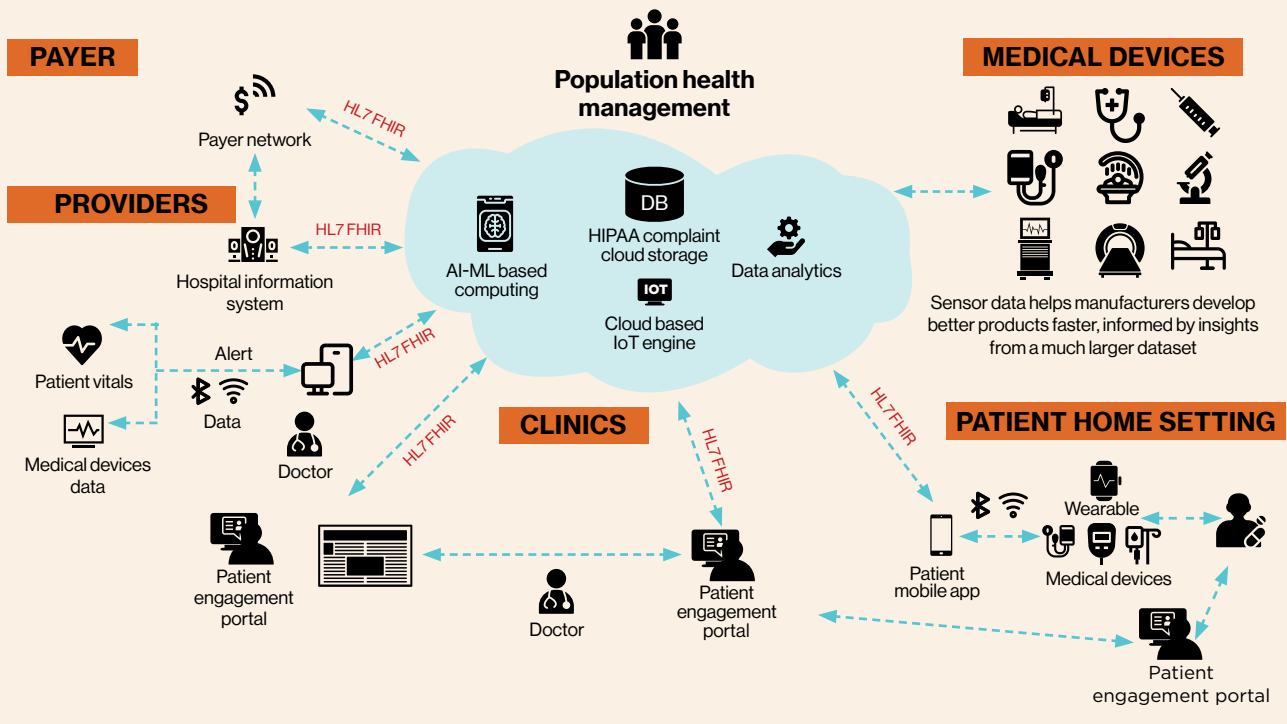 PAYER
Population health
management
MEDICAL DEVICES
$
Payer network
HL7 FHIR
PROVIDERS
HL7 FHIR
Hospital information
system
AI-ML based
computing
DB
HIPAA complaint
cloud storage
Data analytics
IOT
Cloud based
IoT engine
Sensor data helps manufacturers develop
better products faster, informed by insights
from a much larger dataset
Patient vitals
Alert
Data
HL7 FHIR
Medical devices
data
Doctor
HL7 FHIR
CLINICS
HL7 FHIR
HL7 FHIR
PATIENT HOME SETTING
Wearable
Patient
engagement
portal
Doctor
Patient
engagement
portal
Patient
mobile app
Medical devices
Patient
engagement portal